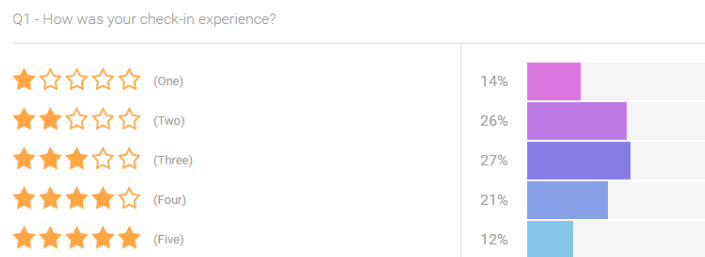 Q1 - How was your check-in experience?
(One) 14%
(Two) 26%
(Three) 27%
(Four) 21%
(Five) 12%